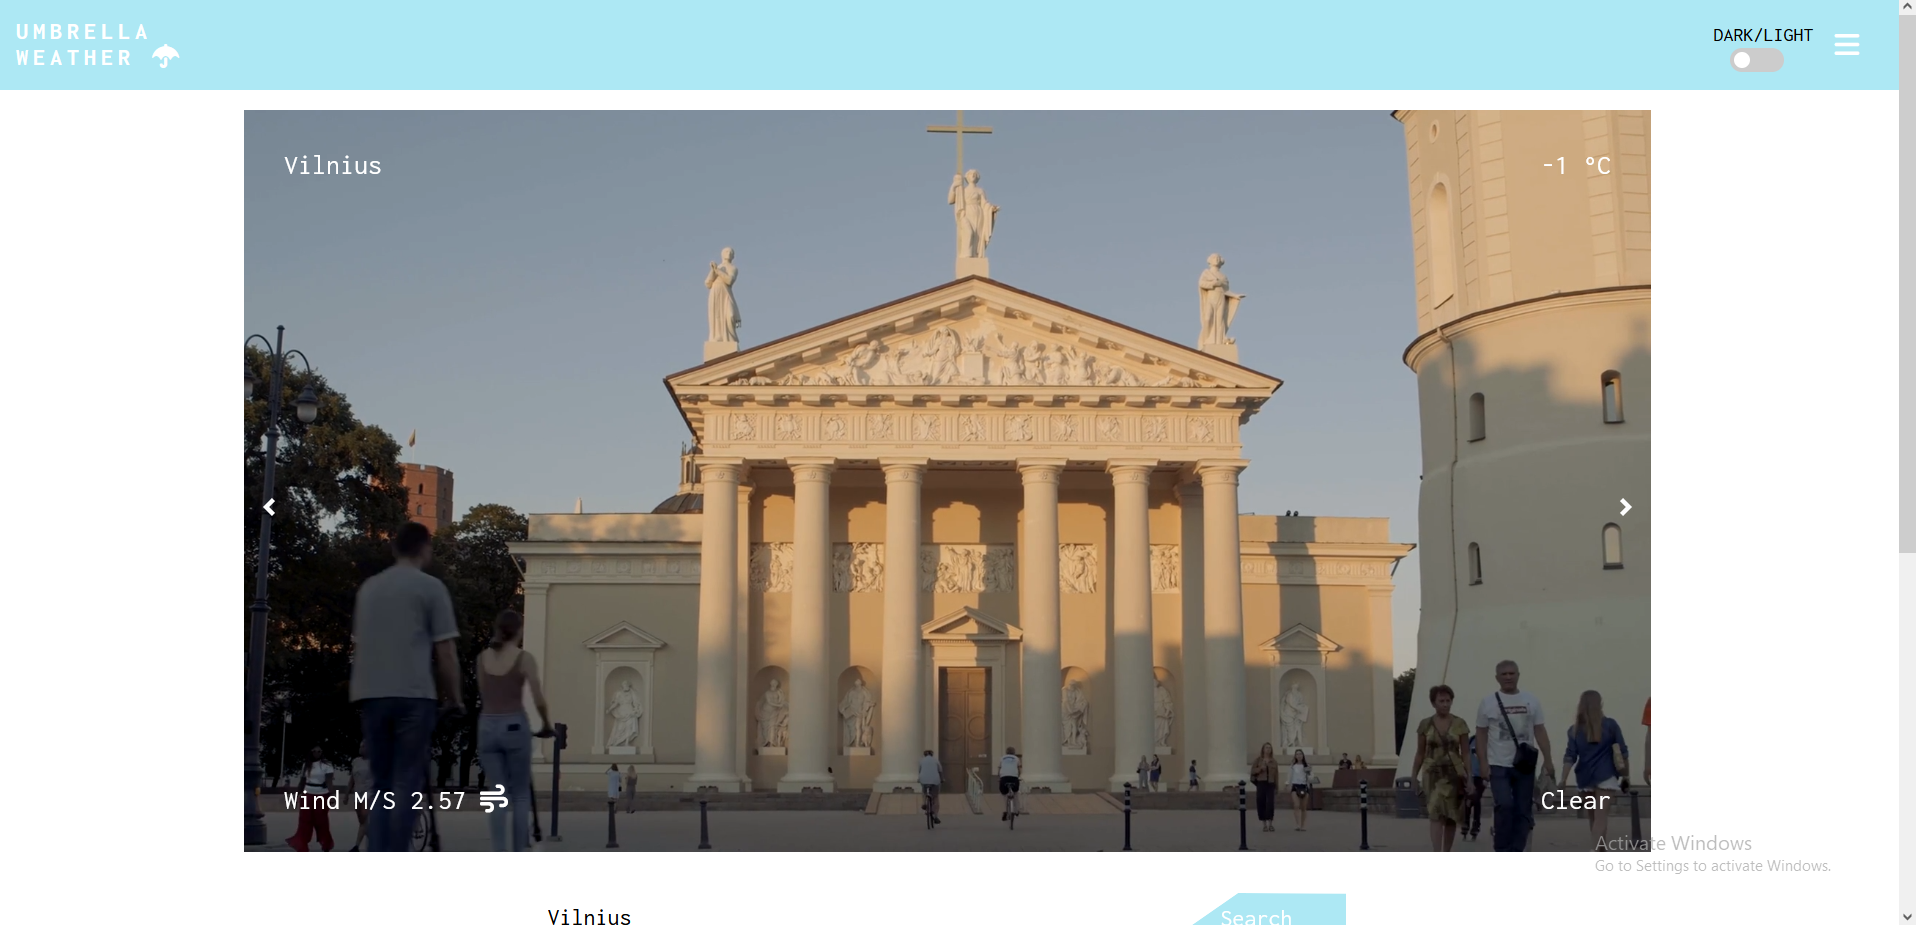 UMBRELLA
WEATHER
DARK/LIGHT
Vilnius
-1 °C
Wind M/S 2.57
Clear
Activate Windows
Go to Settings to activate Windows.
Vilnius
Search